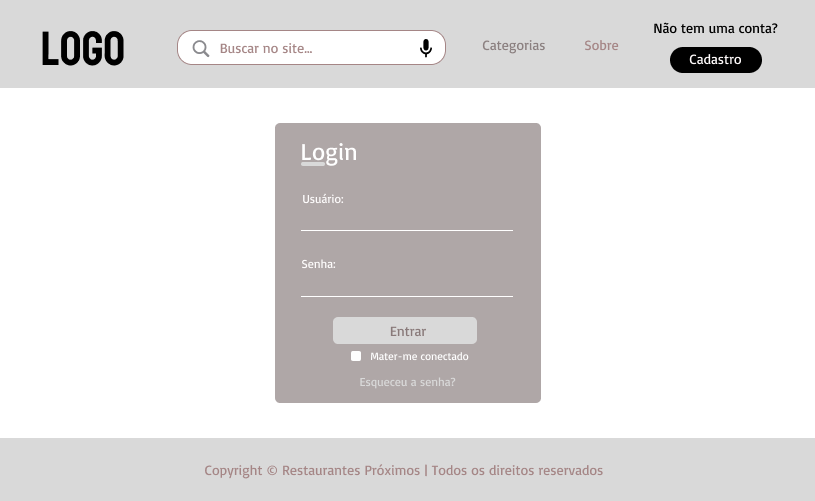 LOGO
Buscar no site...
Categorias
Sobre
Não tem uma conta?
Cadastro
Login
Usuário:
Senha:
Entrar
Mater-me conectado
Esqueceu a senha?
Copyright © Restaurantes Próximos | Todos os direitos reservados